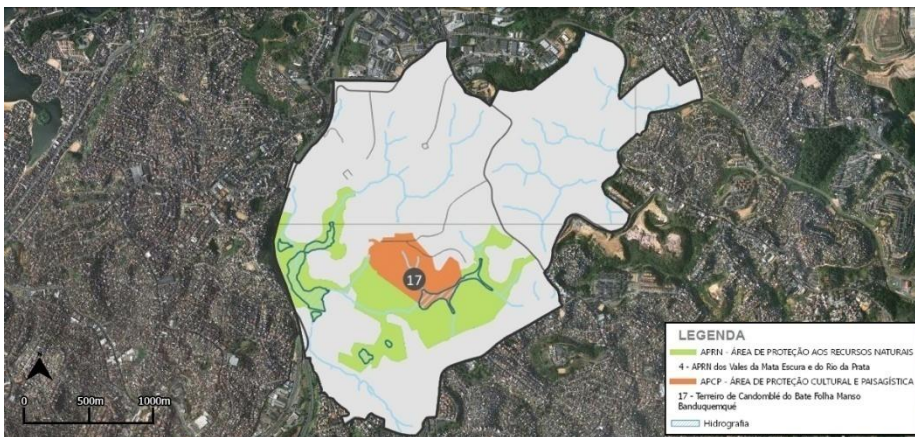 17
LEGENDA
APRN - ÁREA DE PROTEÇÃO AOS RECURSOS NATURAIS
4 - APRN dos Vales da Mata Escura e do Rio da Prata
APCP - ÁREA DE PROTEÇÃO CULTURAL E PAISAGÍSTICA
17 - Terreiro de Candomblé do Bate Folha Manso
Banduquemqué
Hidrografia
0 500m 1000m